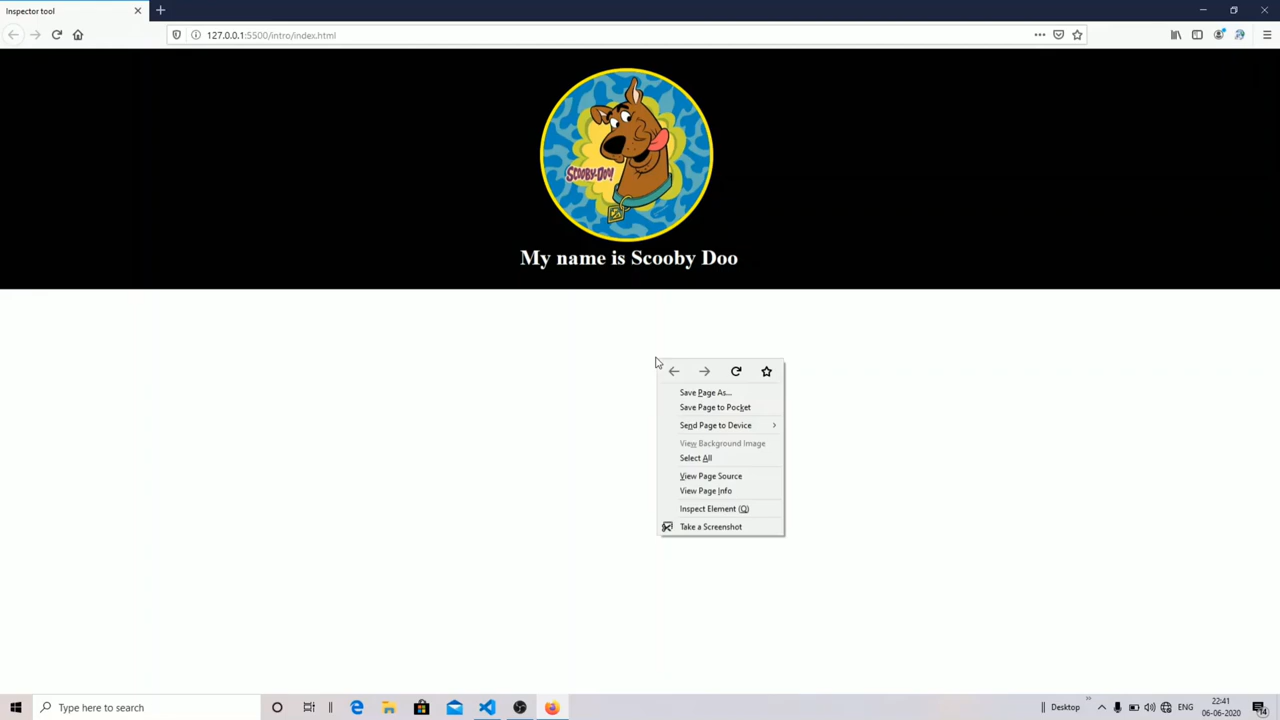 Inspector tool
127.0.0.1:5500/intro/index.html
SCOOBY-DOO!
My name is Scooby Doo
Save Page As...
Save Page to Pocket
Send Page to Device
View Background Image
Select All
View Page Source
View Page Info
Inspect Element (Q)
Take a Screenshot
Type here to search
Desktop
ENG
22:41
06-06-2020
14